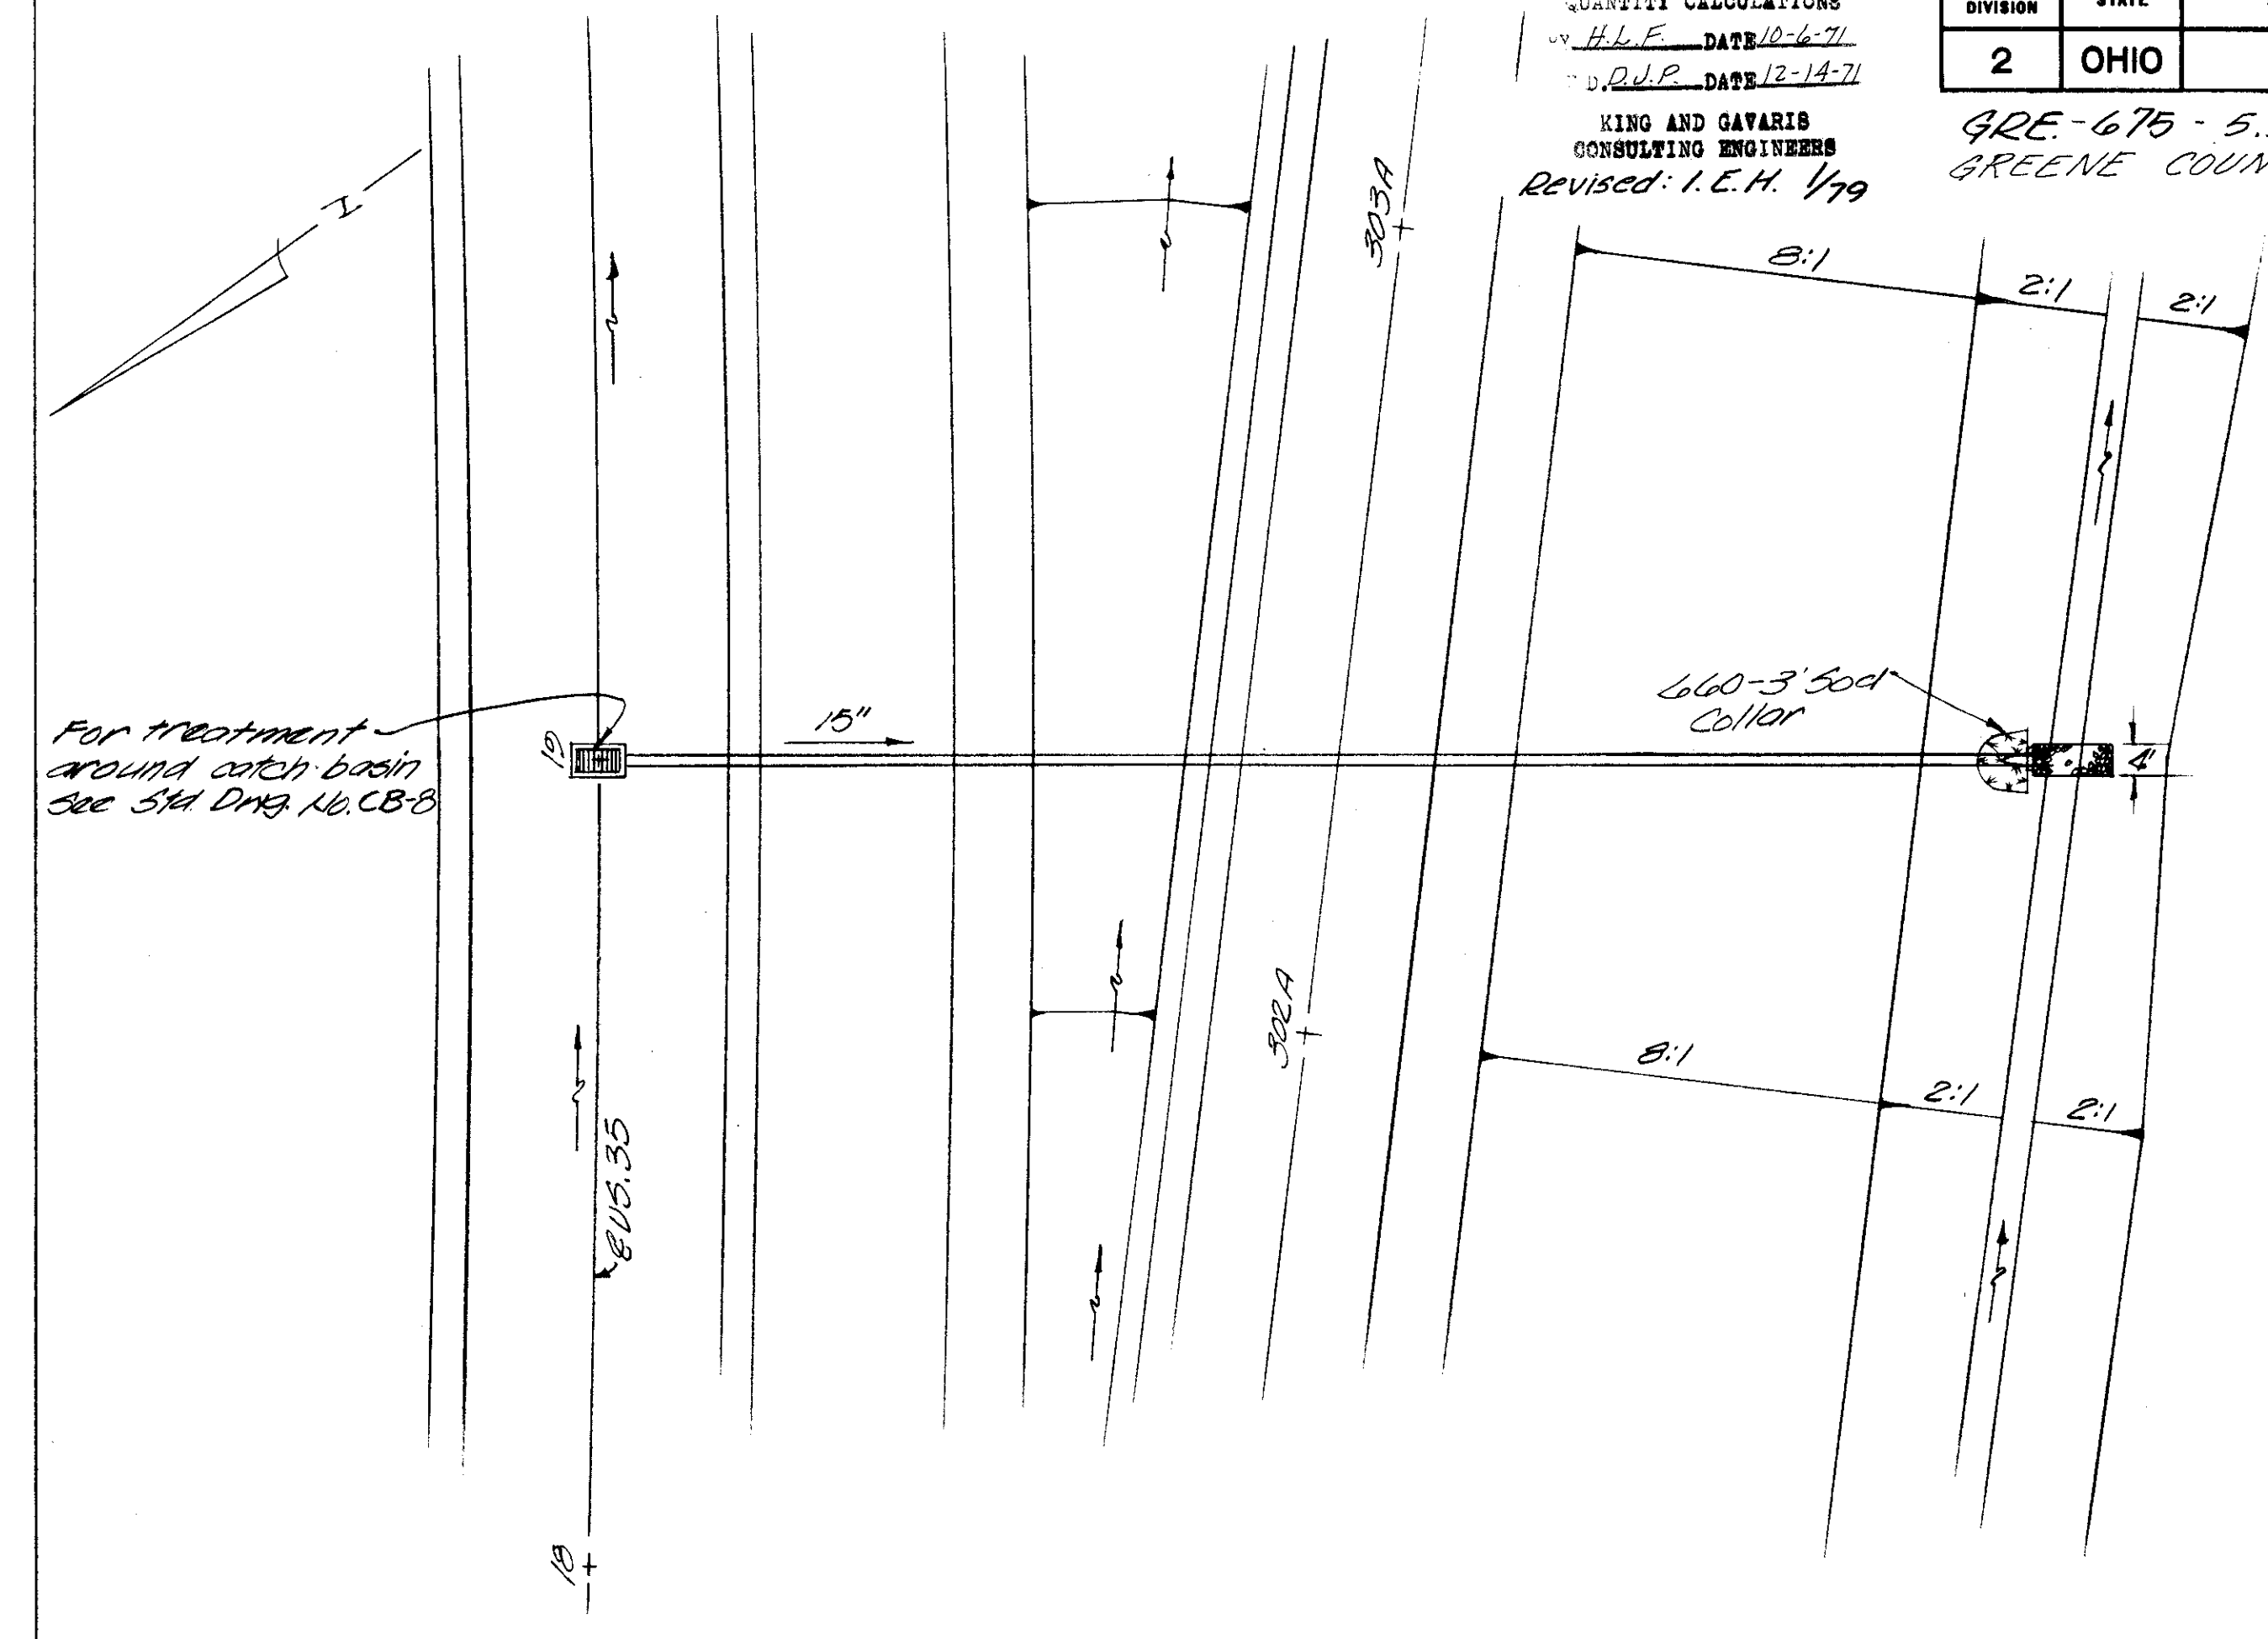 QUANTITY CALCULATIONS
H.L.F. DATE 10-6-71
D. D.J.P. DATE 12-14-71
KING AND GAVARIS
CONSULTING ENGINEERS
Revised: I.E.H. 1/79
DIVISION STATE
2 OHIO
GRE.-675-5.
GREENE COUN
N
303A
8:1
2:1
2:1
660-3' Sod
Collar
4'
15"
19
For treatment
around catch basin
See Std. Drwg. No. CB-8
302A
8:1
2:1
2:1
℄ U.S. 35
18